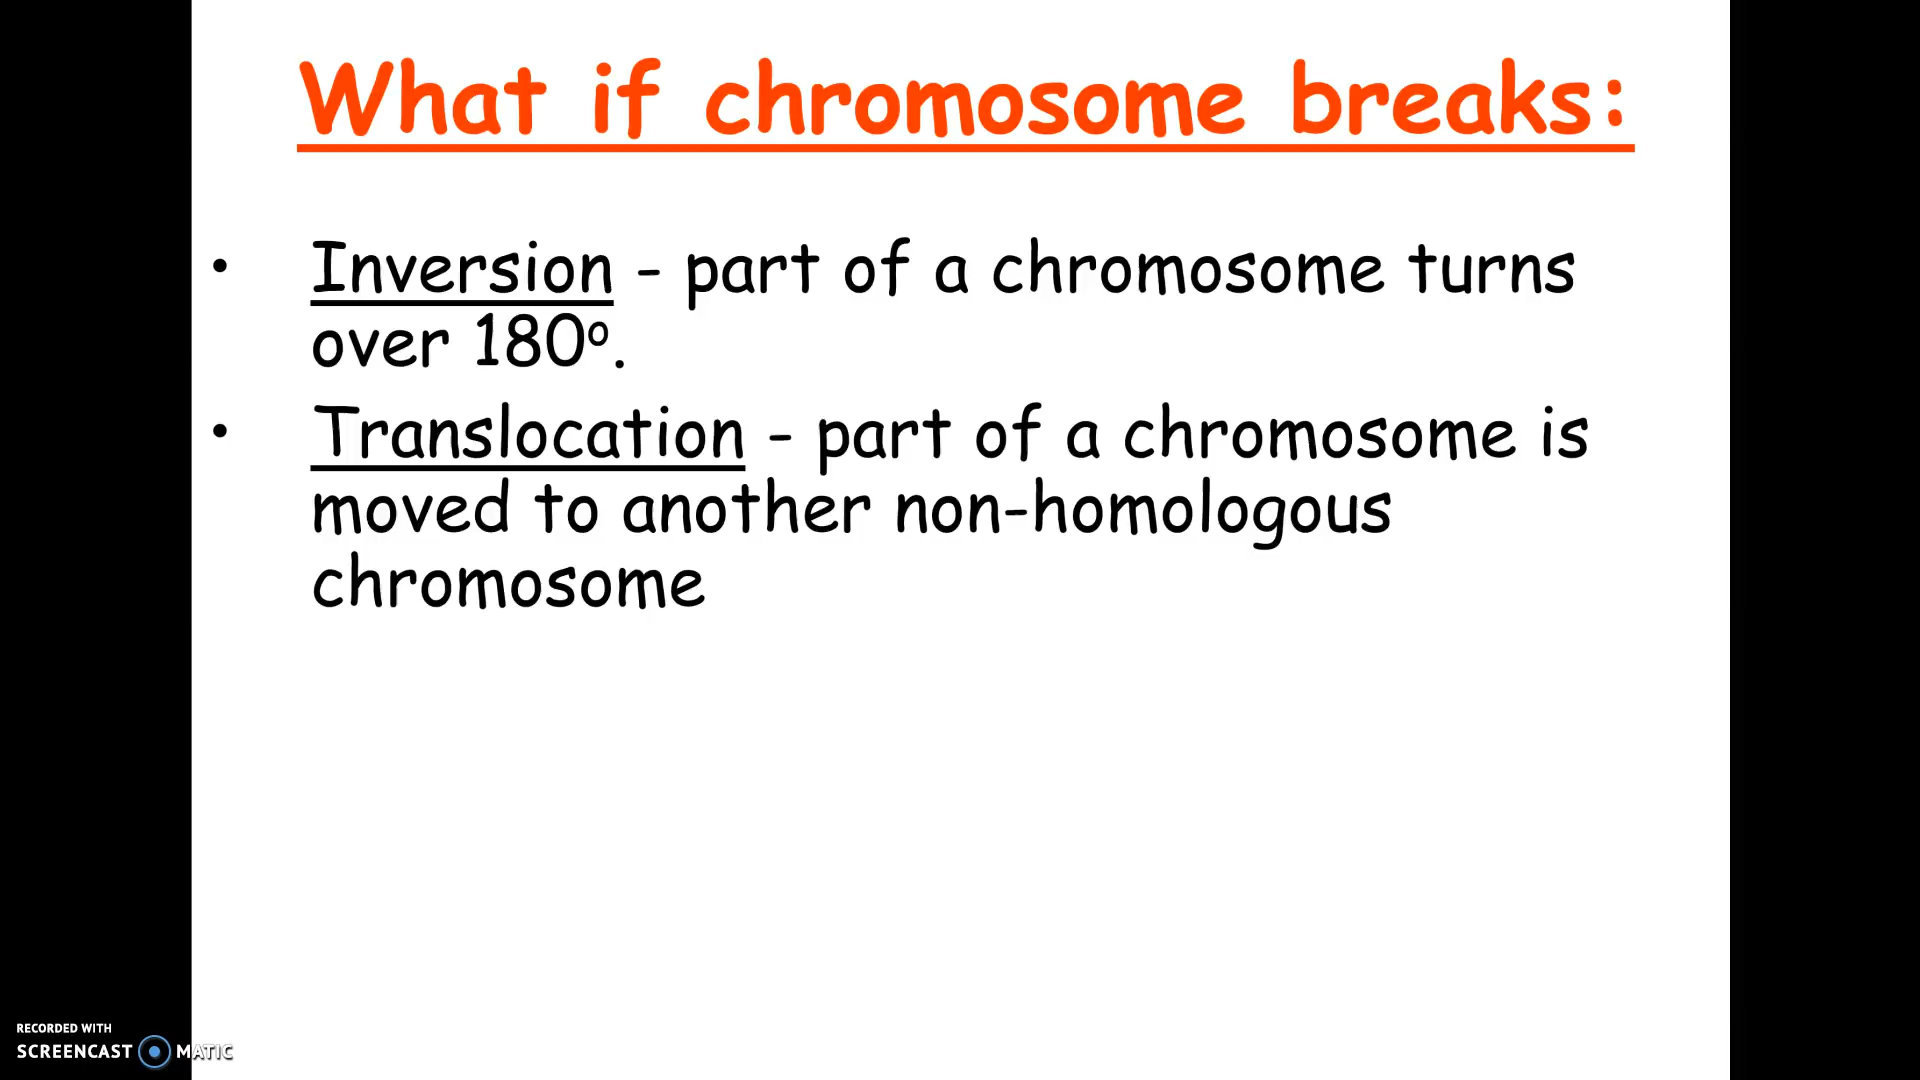 What if chromosome breaks:
• Inversion - part of a chromosome turns
over 180º.
• Translocation - part of a chromosome is
moved to another non-homologous
chromosome
RECORDED WITH
SCREENCAST MATIC